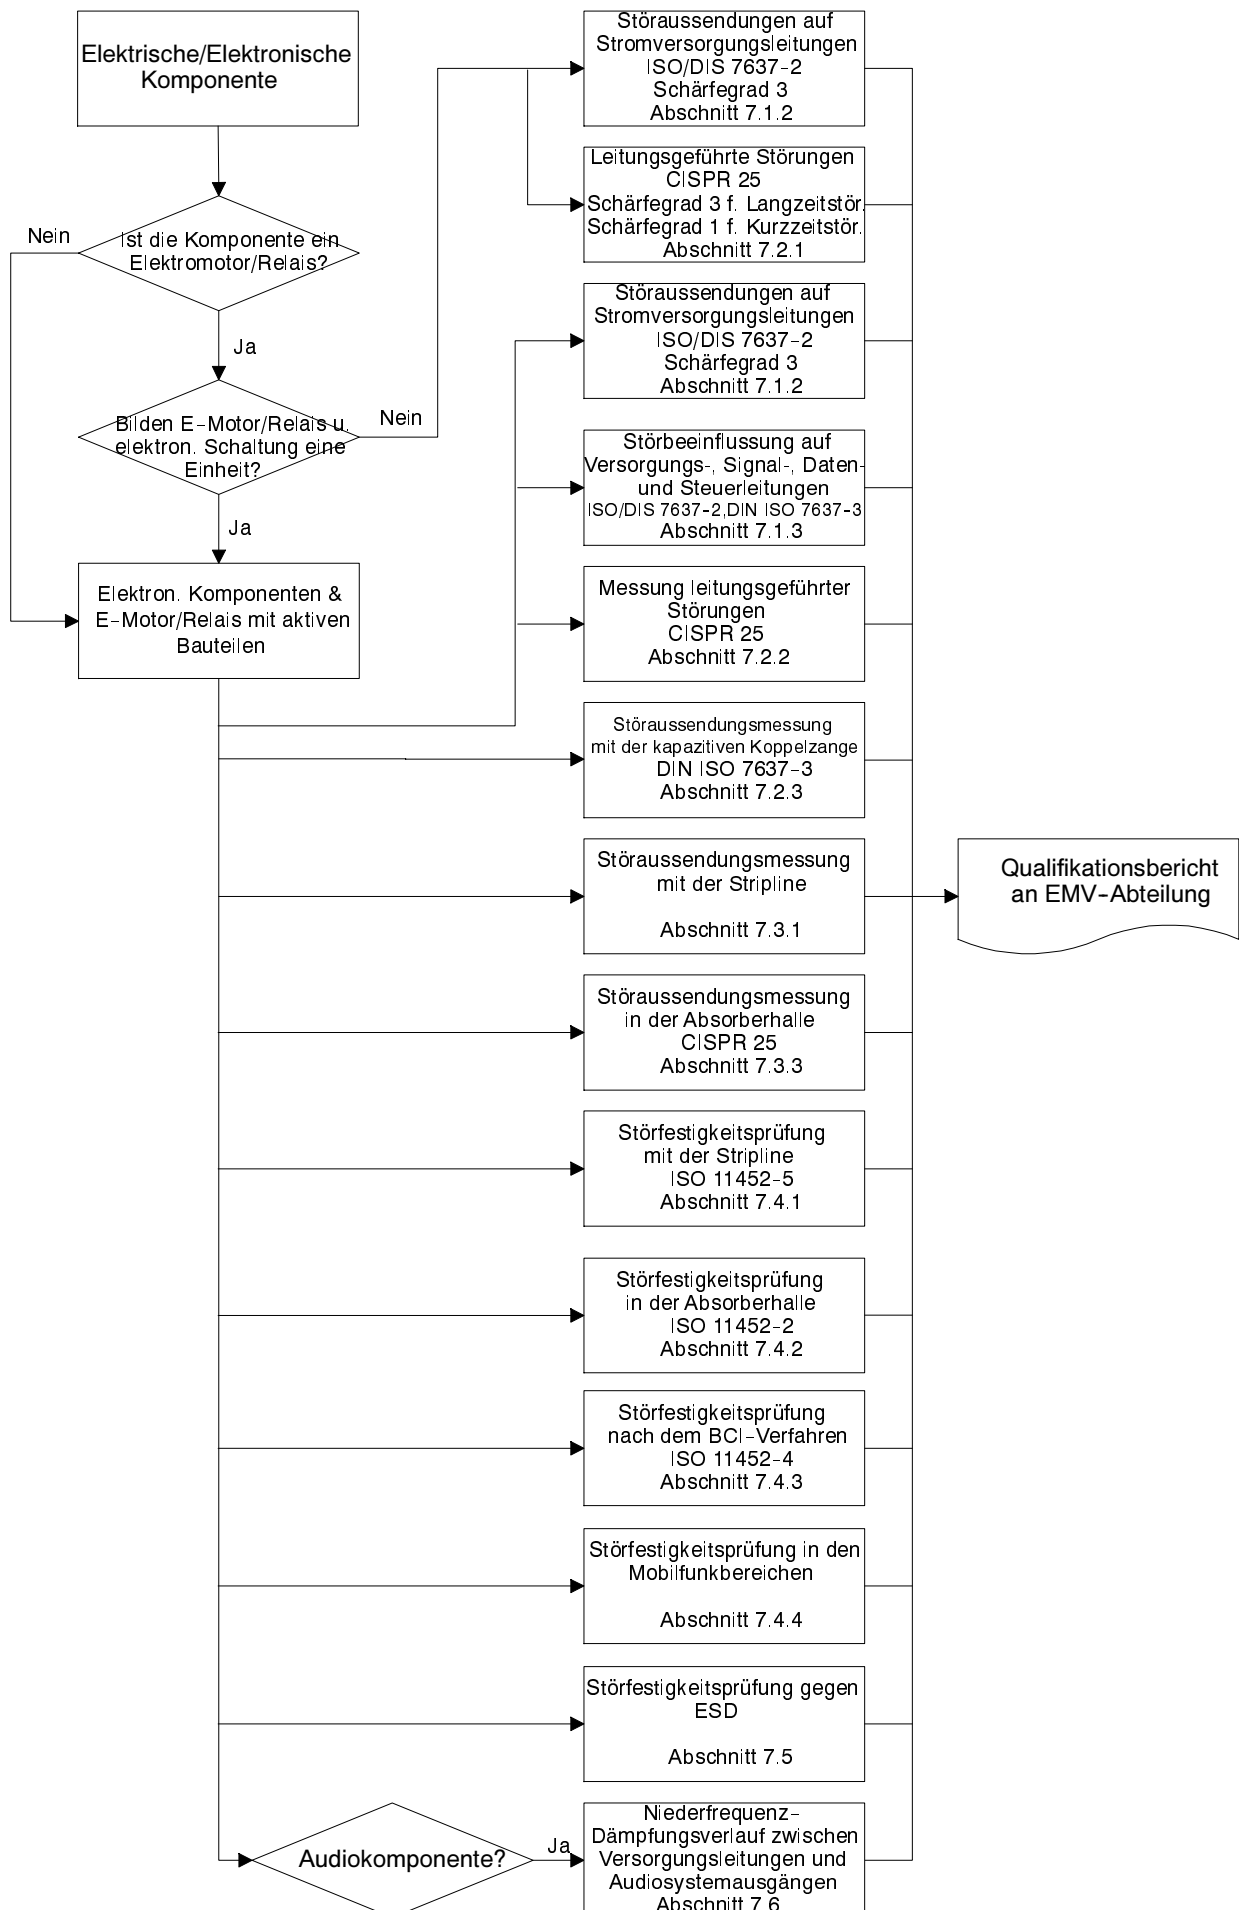 Elektrische/Elektronische
Komponente
Nein
Ist die Komponente ein
Elektromotor/Relais?
Ja
Bilden E-Motor/Relais u.
elektron. Schaltung eine
Einheit?
Nein
Ja
Elektron. Komponenten &
E-Motor/Relais mit aktiven
Bauteilen
Störaussendungen auf
Stromversorgungsleitungen
ISO/DIS 7637-2
Schärfegrad 3
Abschnitt 7.1.2
Leitungsgeführte Störungen
CISPR 25
Schärfegrad 3 f. Langzeitstör.
Schärfegrad 1 f. Kurzzeitstör.
Abschnitt 7.2.1
Störaussendungen auf
Stromversorgungsleitungen
ISO/DIS 7637-2
Schärfegrad 3
Abschnitt 7.1.2
Störbeeinflussung auf
Versorgungs-, Signal-, Daten-
und Steuerleitungen
ISO/DIS 7637-2,DIN ISO 7637-3
Abschnitt 7.1.3
Messung leitungsgeführter
Störungen
CISPR 25
Abschnitt 7.2.2
Störaussendungsmessung
mit der kapazitiven Koppelzange
DIN ISO 7637-3
Abschnitt 7.2.3
Störaussendungsmessung
mit der Stripline
Abschnitt 7.3.1
Qualifikationsbericht
an EMV-Abteilung
Störaussendungsmessung
in der Absorberhalle
CISPR 25
Abschnitt 7.3.3
Störfestigkeitsprüfung
mit der Stripline
ISO 11452-5
Abschnitt 7.4.1
Störfestigkeitsprüfung
in der Absorberhalle
ISO 11452-2
Abschnitt 7.4.2
Störfestigkeitsprüfung
nach dem BCI-Verfahren
ISO 11452-4
Abschnitt 7.4.3
Störfestigkeitsprüfung in den
Mobilfunkbereichen
Abschnitt 7.4.4
Störfestigkeitsprüfung gegen
ESD
Abschnitt 7.5
Audiokomponente?
Ja
Niederfrequenz-
Dämpfungsverlauf zwischen
Versorgungsleitungen und
Audiosystemausgängen
Abschnitt 7.6